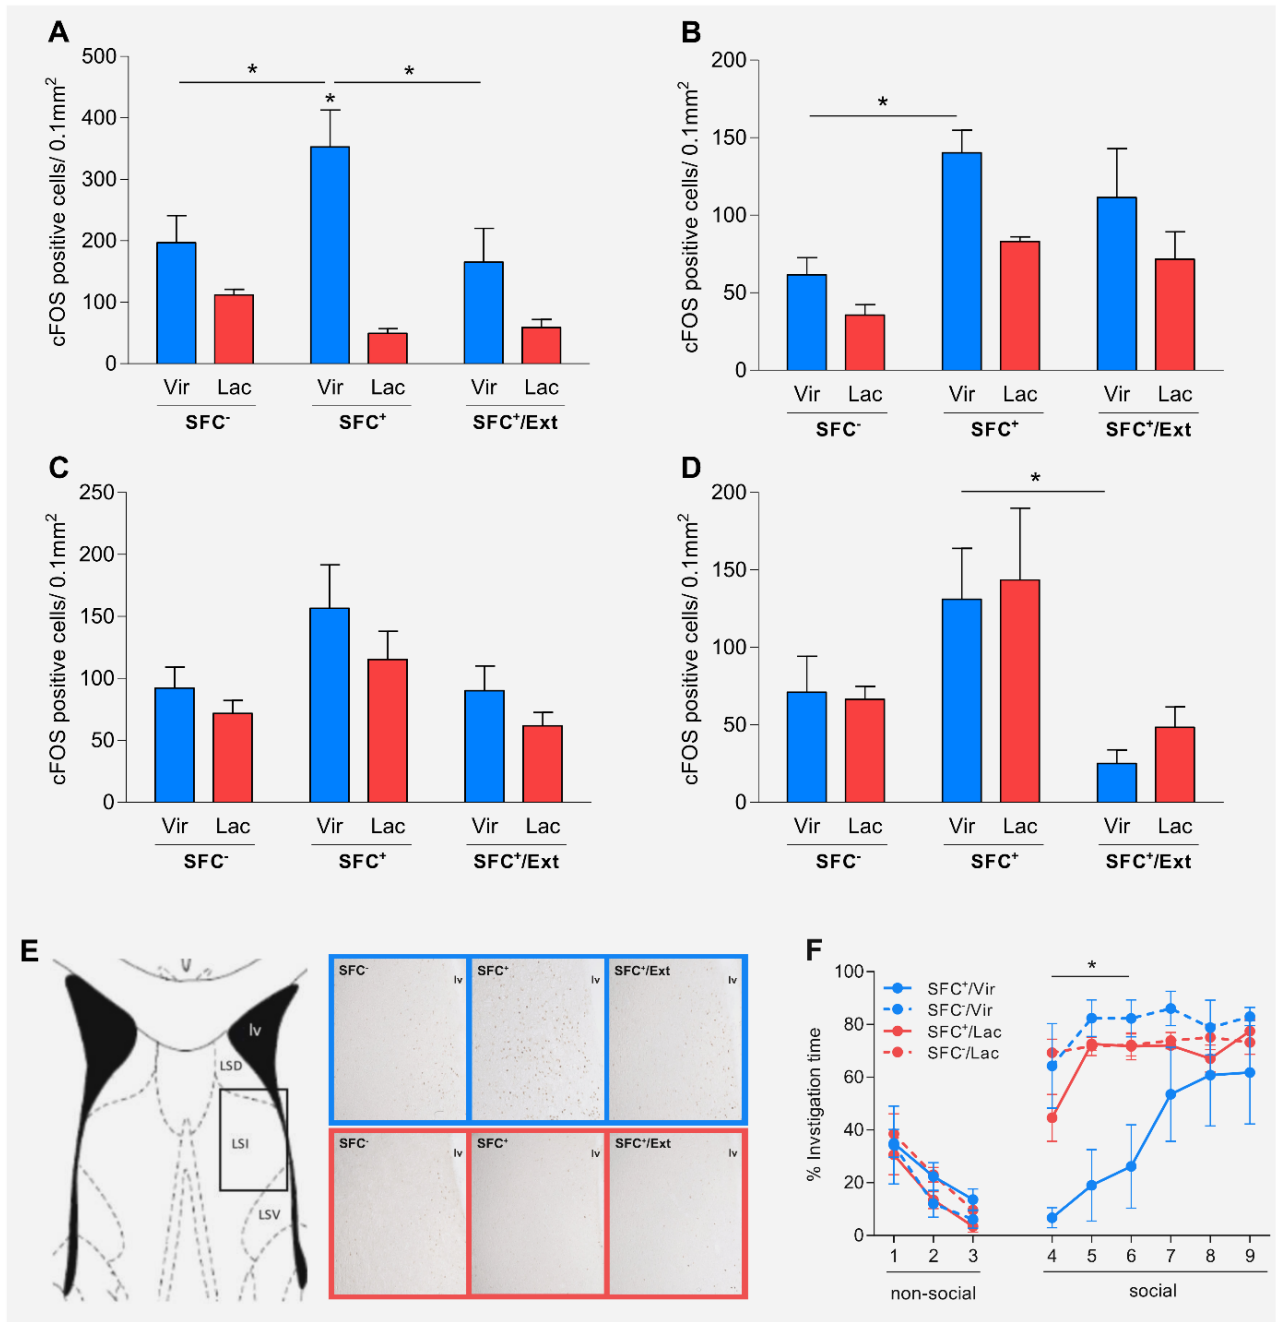 A
cFOS positive cells/ 0.1mm²
500
400
300
200
100
0
*
*
*
Vir Lac Vir Lac Vir Lac
SFC⁻ SFC⁺ SFC⁺/Ext
B
cFOS positive cells/ 0.1mm²
200
150
100
50
0
*
Vir Lac Vir Lac Vir Lac
SFC⁻ SFC⁺ SFC⁺/Ext
C
cFOS positive cells/ 0.1mm²
250
200
150
100
50
0
Vir Lac Vir Lac Vir Lac
SFC⁻ SFC⁺ SFC⁺/Ext
D
cFOS positive cells/ 0.1mm²
200
150
100
50
0
*
Vir Lac Vir Lac Vir Lac
SFC⁻ SFC⁺ SFC⁺/Ext
E
lv
LSD
LSI
LSV
SFC⁻ lv SFC⁺ lv SFC⁺/Ext lv
SFC⁻ lv SFC⁺ lv SFC⁺/Ext lv
F
% Invstigation time
100
80
60
40
20
0
SFC⁺/Vir
SFC⁻/Vir
SFC⁺/Lac
SFC⁻/Lac
*
1 2 3 4 5 6 7 8 9
non-social social